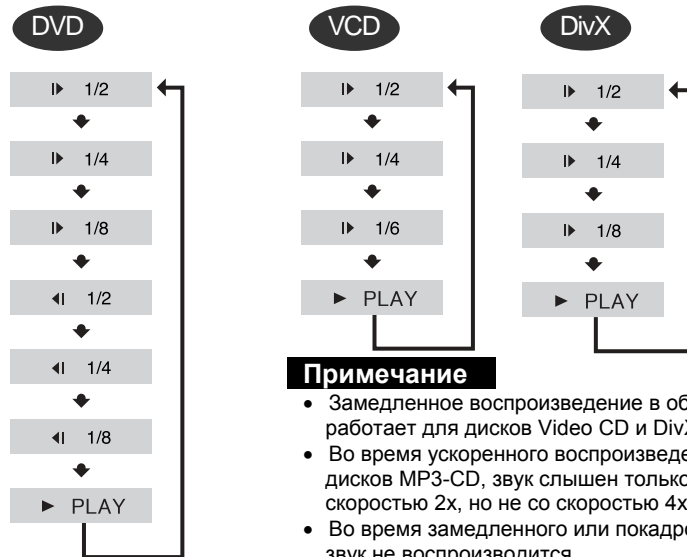 DVD
I▶ 1/2
I▶ 1/4
I▶ 1/8
◀I 1/2
◀I 1/4
◀I 1/8
► PLAY
VCD
I▶ 1/2
I▶ 1/4
I▶ 1/6
► PLAY
DivX
I▶ 1/2
I▶ 1/4
I▶ 1/8
► PLAY
Примечание
• Замедленное воспроизведение в об
работает для дисков Video CD и Div
• Во время ускоренного воспроизведе
дисков MP3-CD, звук слышен только
скоростью 2x, но не со скоростью 4x
• Во время замедленного или покадро
звук не воспроизводится